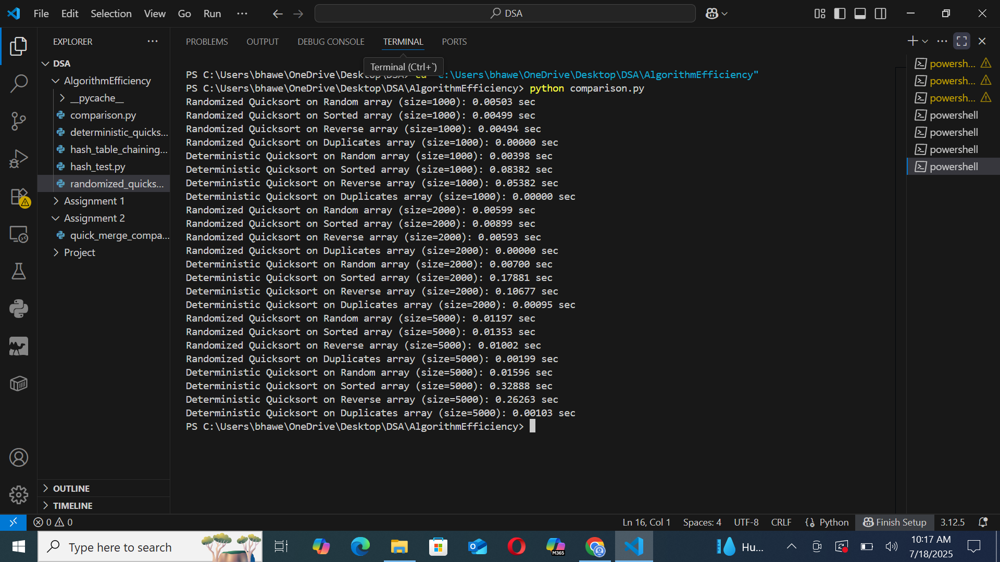 File Edit Selection View Go Run ··· DSA
EXPLORER ···
DSA
AlgorithmEfficiency
__pycache__
comparison.py
deterministic_quicks...
hash_table_chaining...
hash_test.py
randomized_quicks...
Assignment 1
Assignment 2
quick_merge_compa...
Project
OUTLINE
TIMELINE
PROBLEMS OUTPUT DEBUG CONSOLE TERMINAL PORTS
Terminal (Ctrl+`)
PS C:\Users\bhawe\OneDrive\Desktop\DSA> cd "C:\Users\bhawe\OneDrive\Desktop\DSA\AlgorithmEfficiency"
PS C:\Users\bhawe\OneDrive\Desktop\DSA\AlgorithmEfficiency> python comparison.py
Randomized Quicksort on Random array (size=1000): 0.00503 sec
Randomized Quicksort on Sorted array (size=1000): 0.00499 sec
Randomized Quicksort on Reverse array (size=1000): 0.00494 sec
Randomized Quicksort on Duplicates array (size=1000): 0.00000 sec
Deterministic Quicksort on Random array (size=1000): 0.00398 sec
Deterministic Quicksort on Sorted array (size=1000): 0.08382 sec
Deterministic Quicksort on Reverse array (size=1000): 0.05382 sec
Deterministic Quicksort on Duplicates array (size=1000): 0.00000 sec
Randomized Quicksort on Random array (size=2000): 0.00599 sec
Randomized Quicksort on Sorted array (size=2000): 0.00899 sec
Randomized Quicksort on Reverse array (size=2000): 0.00593 sec
Randomized Quicksort on Duplicates array (size=2000): 0.00000 sec
Deterministic Quicksort on Random array (size=2000): 0.00700 sec
Deterministic Quicksort on Sorted array (size=2000): 0.17881 sec
Deterministic Quicksort on Reverse array (size=2000): 0.10677 sec
Deterministic Quicksort on Duplicates array (size=2000): 0.00095 sec
Randomized Quicksort on Random array (size=5000): 0.01197 sec
Randomized Quicksort on Sorted array (size=5000): 0.01353 sec
Randomized Quicksort on Reverse array (size=5000): 0.01002 sec
Randomized Quicksort on Duplicates array (size=5000): 0.00199 sec
Deterministic Quicksort on Random array (size=5000): 0.01596 sec
Deterministic Quicksort on Sorted array (size=5000): 0.32888 sec
Deterministic Quicksort on Reverse array (size=5000): 0.26263 sec
Deterministic Quicksort on Duplicates array (size=5000): 0.00103 sec
PS C:\Users\bhawe\OneDrive\Desktop\DSA\AlgorithmEfficiency>
powersh...
powersh...
powersh...
powershell
powershell
powershell
powershell
0 0 Ln 16, Col 1 Spaces: 4 UTF-8 CRLF Python Finish Setup 3.12.5
Type here to search
M365
Hu...
10:17 AM
7/18/2025